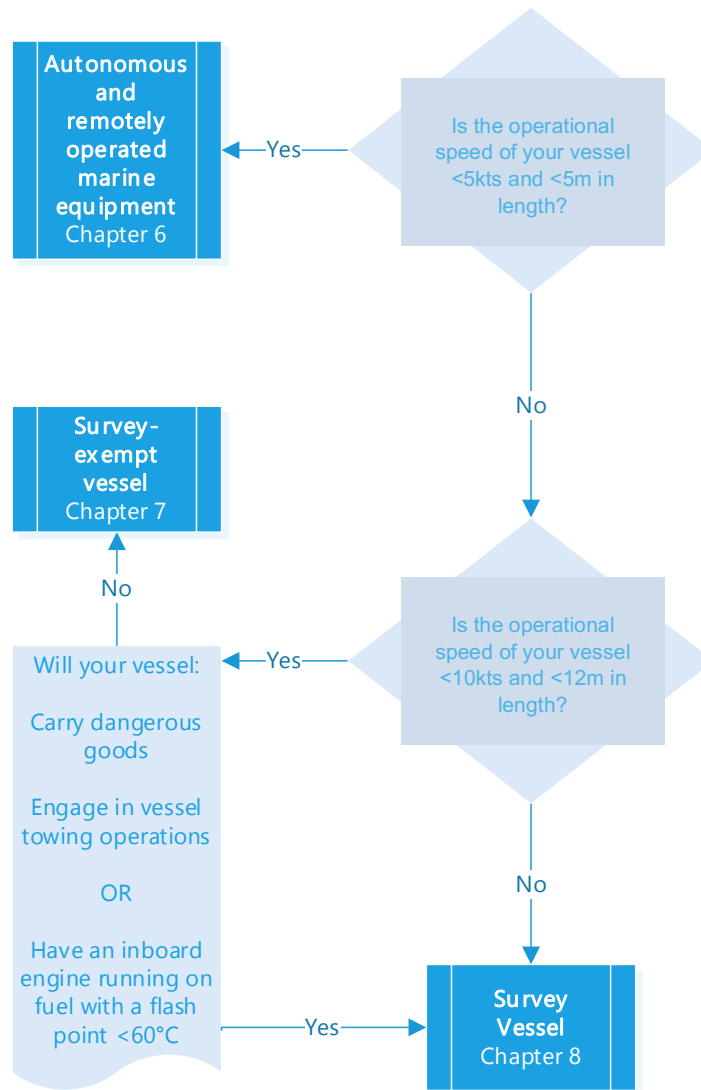 Autonomous
and
remotely
operated
marine
equipment
Chapter 6
Yes
Is the operational
speed of your vessel
<5kts and <5m in
length?
No
Survey-
exempt
vessel
Chapter 7
No
Will your vessel:
Carry dangerous
goods
Engage in vessel
towing operations
OR
Have an inboard
engine running on
fuel with a flash
point <60°C
Yes
Is the operational
speed of your vessel
<10kts and <12m in
length?
No
Yes
Survey
Vessel
Chapter 8